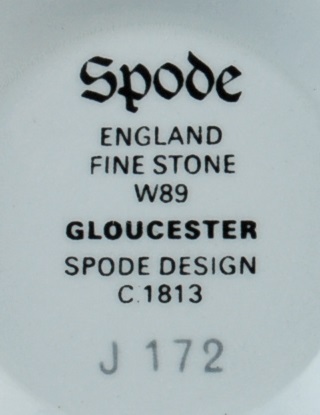 Spode
ENGLAND
FINE STONE
W89
GLOUCESTER
SPODE DESIGN
C.1813
J 172